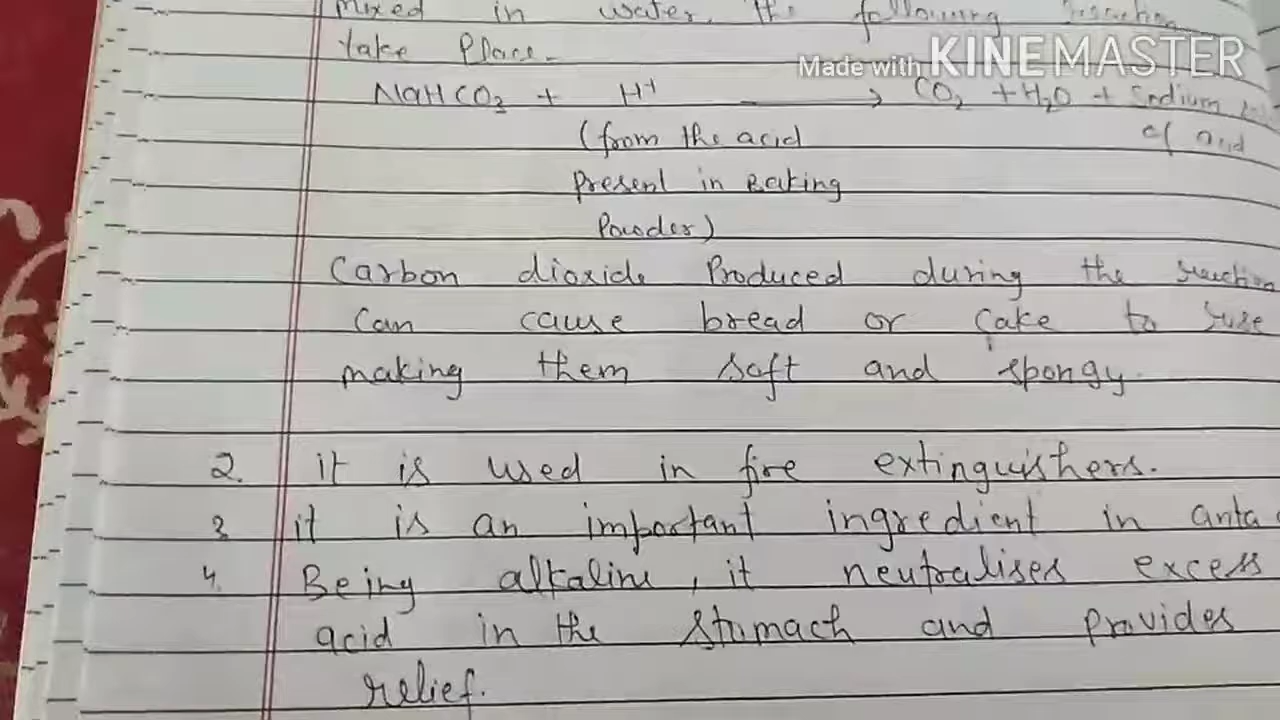 mixed in water, the following reaction
take Place-
Made with KINEMASTER
NaHCO3 + H+ → CO2 + H2O + Sodium
(from the acid of acid
Present in Baking
Powder)
Carbon dioxide Produced during the reaction
Can cause bread or Cake to rise
making them soft and spongy.
2. it is used in fire extinguishers.
3 it is an important ingredient in anta
4. Being alkaline, it neutralises excess
acid in the stomach and provides
relief.